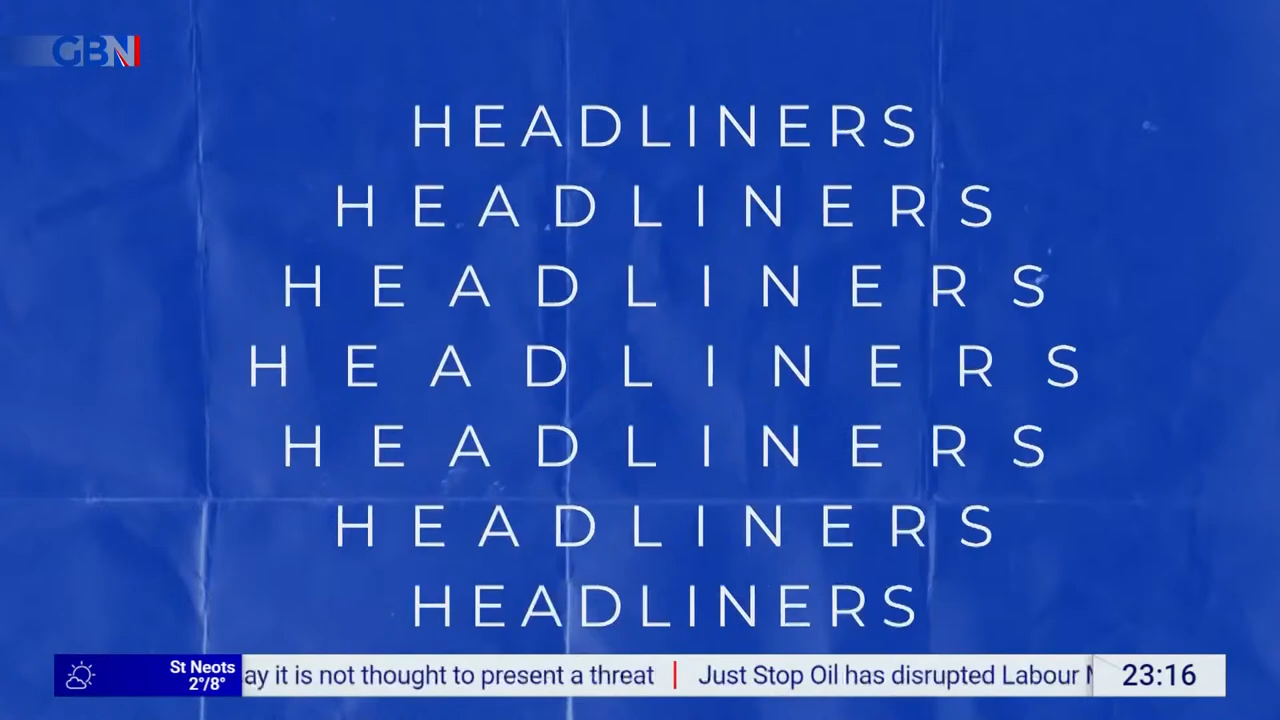 GBN
HEADLINERS
HEADLINERS
HEADLINERS
HEADLINERS
HEADLINERS
HEADLINERS
HEADLINERS
St Neots
2°/8°
ay it is not thought to present a threat | Just Stop Oil has disrupted Labour
23:16